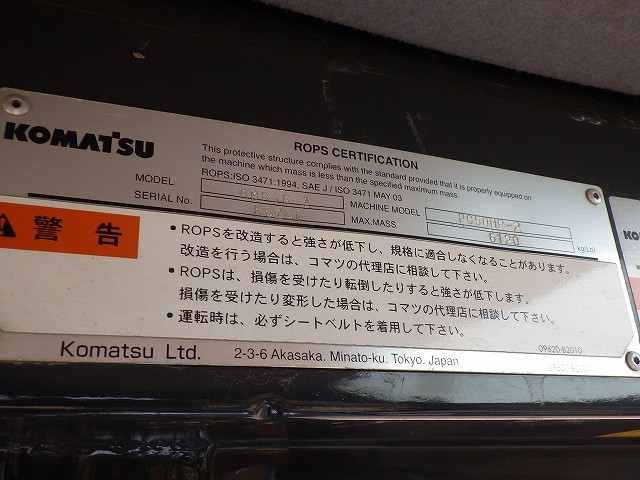 KOMATSU
ROPS CERTIFICATION
This protective structure complies with the standard provided that it is properly equipped on
the machine which mass is less than the specified maximum mass.
ROPS:ISO 3471:1994, SAE J / ISO 3471 MAY 03
MODEL
MACHINE MODEL PC50MR-2
SERIAL No.
MAX.MASS 6120 kg(Lb)
警告
•ROPSを改造すると強さが低下し、規格に適合しなくなることがあります。
改造を行う場合は、コマツの代理店に相談して下さい。
•ROPSは、損傷を受けたり転倒したりすると強さが低下します。
損傷を受けたり変形した場合は、コマツの代理店に相談して下さい。
•運転時は、必ずシートベルトを着用して下さい。
Komatsu Ltd. 2-3-6 Akasaka. Minato-ku. Tokyo. Japan
09620-B2010